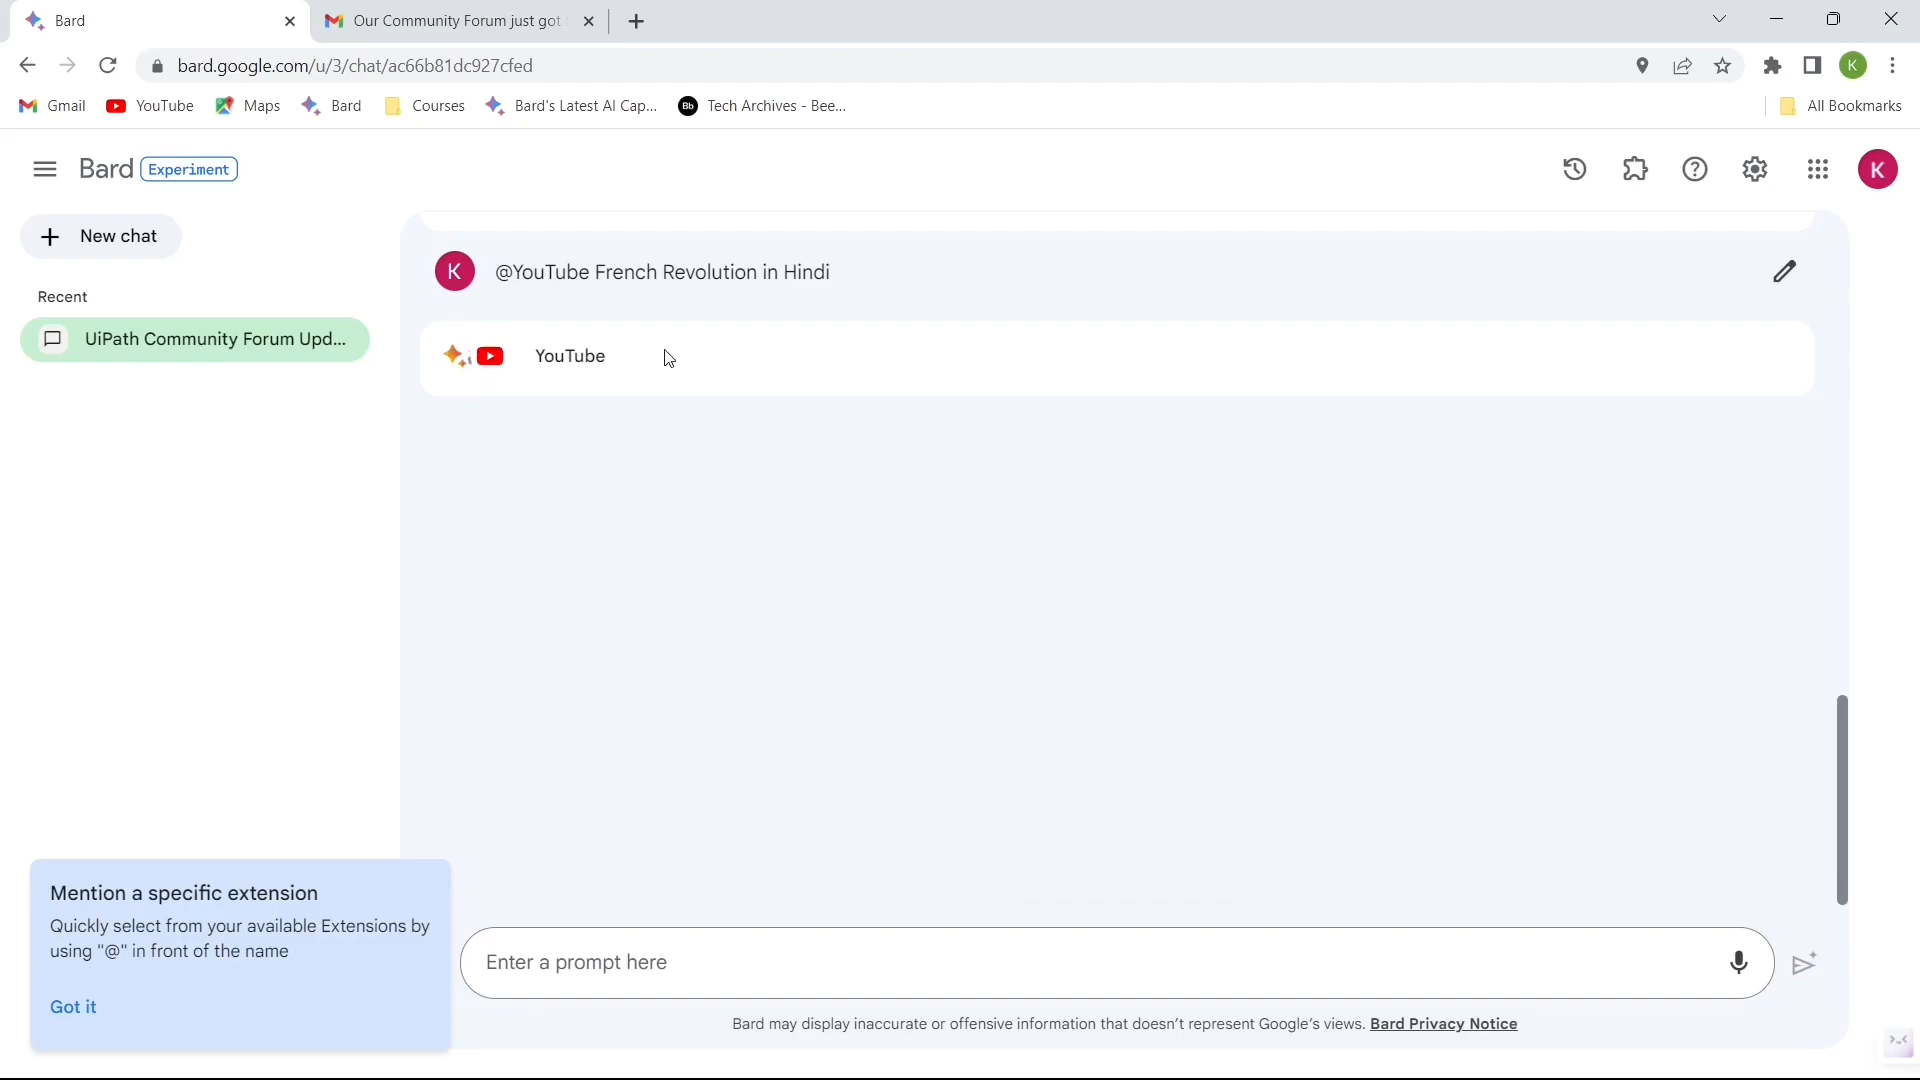 Bard
Our Community Forum just got
bard.google.com/u/3/chat/ac66b81dc927cfed
K
Gmail
YouTube
Maps
Bard
Courses
Bard's Latest AI Cap...
Bb
Tech Archives - Bee...
All Bookmarks
Bard
Experiment
K
New chat
Recent
UiPath Community Forum Upd...
K
@YouTube French Revolution in Hindi
YouTube
Mention a specific extension
Quickly select from your available Extensions by
using "@" in front of the name
Got it
Enter a prompt here
Bard may display inaccurate or offensive information that doesn't represent Google's views. Bard Privacy Notice